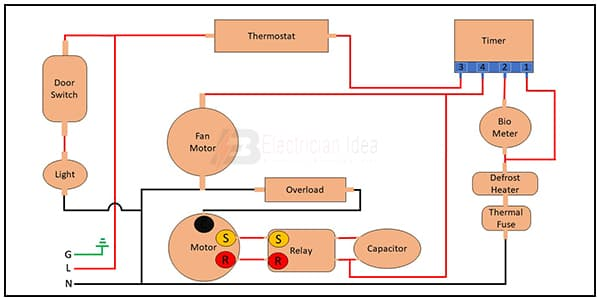 Thermostat
Timer
3 4 2 1
Door
Switch
Fan
Motor
Electrician Idea
Bio
Meter
Light
Defrost
Heater
Overload
Thermal
Fuse
Motor
S
R
S
R
Relay
Capacitor
G
L
N